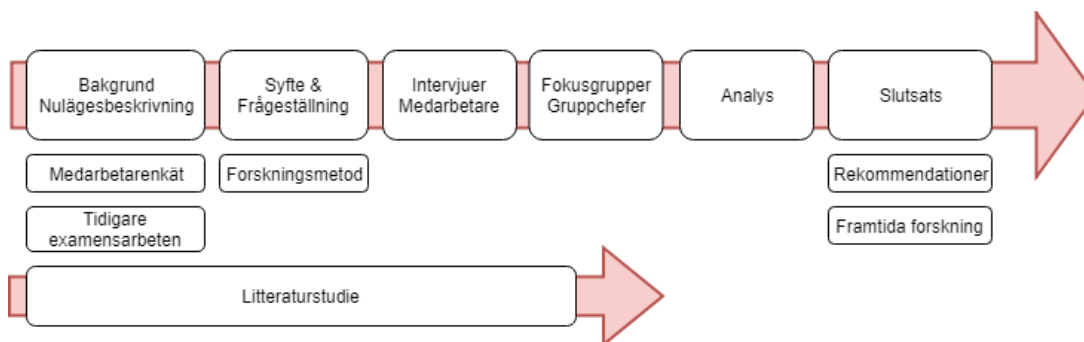 Bakgrund
Nulägesbeskrivning
Syfte &
Frågeställning
Intervjuer
Medarbetare
Fokusgrupper
Gruppchefer
Analys
Slutsats
Medarbetarenkät
Forskningsmetod
Rekommendationer
Tidigare
examensarbeten
Framtida forskning
Litteraturstudie